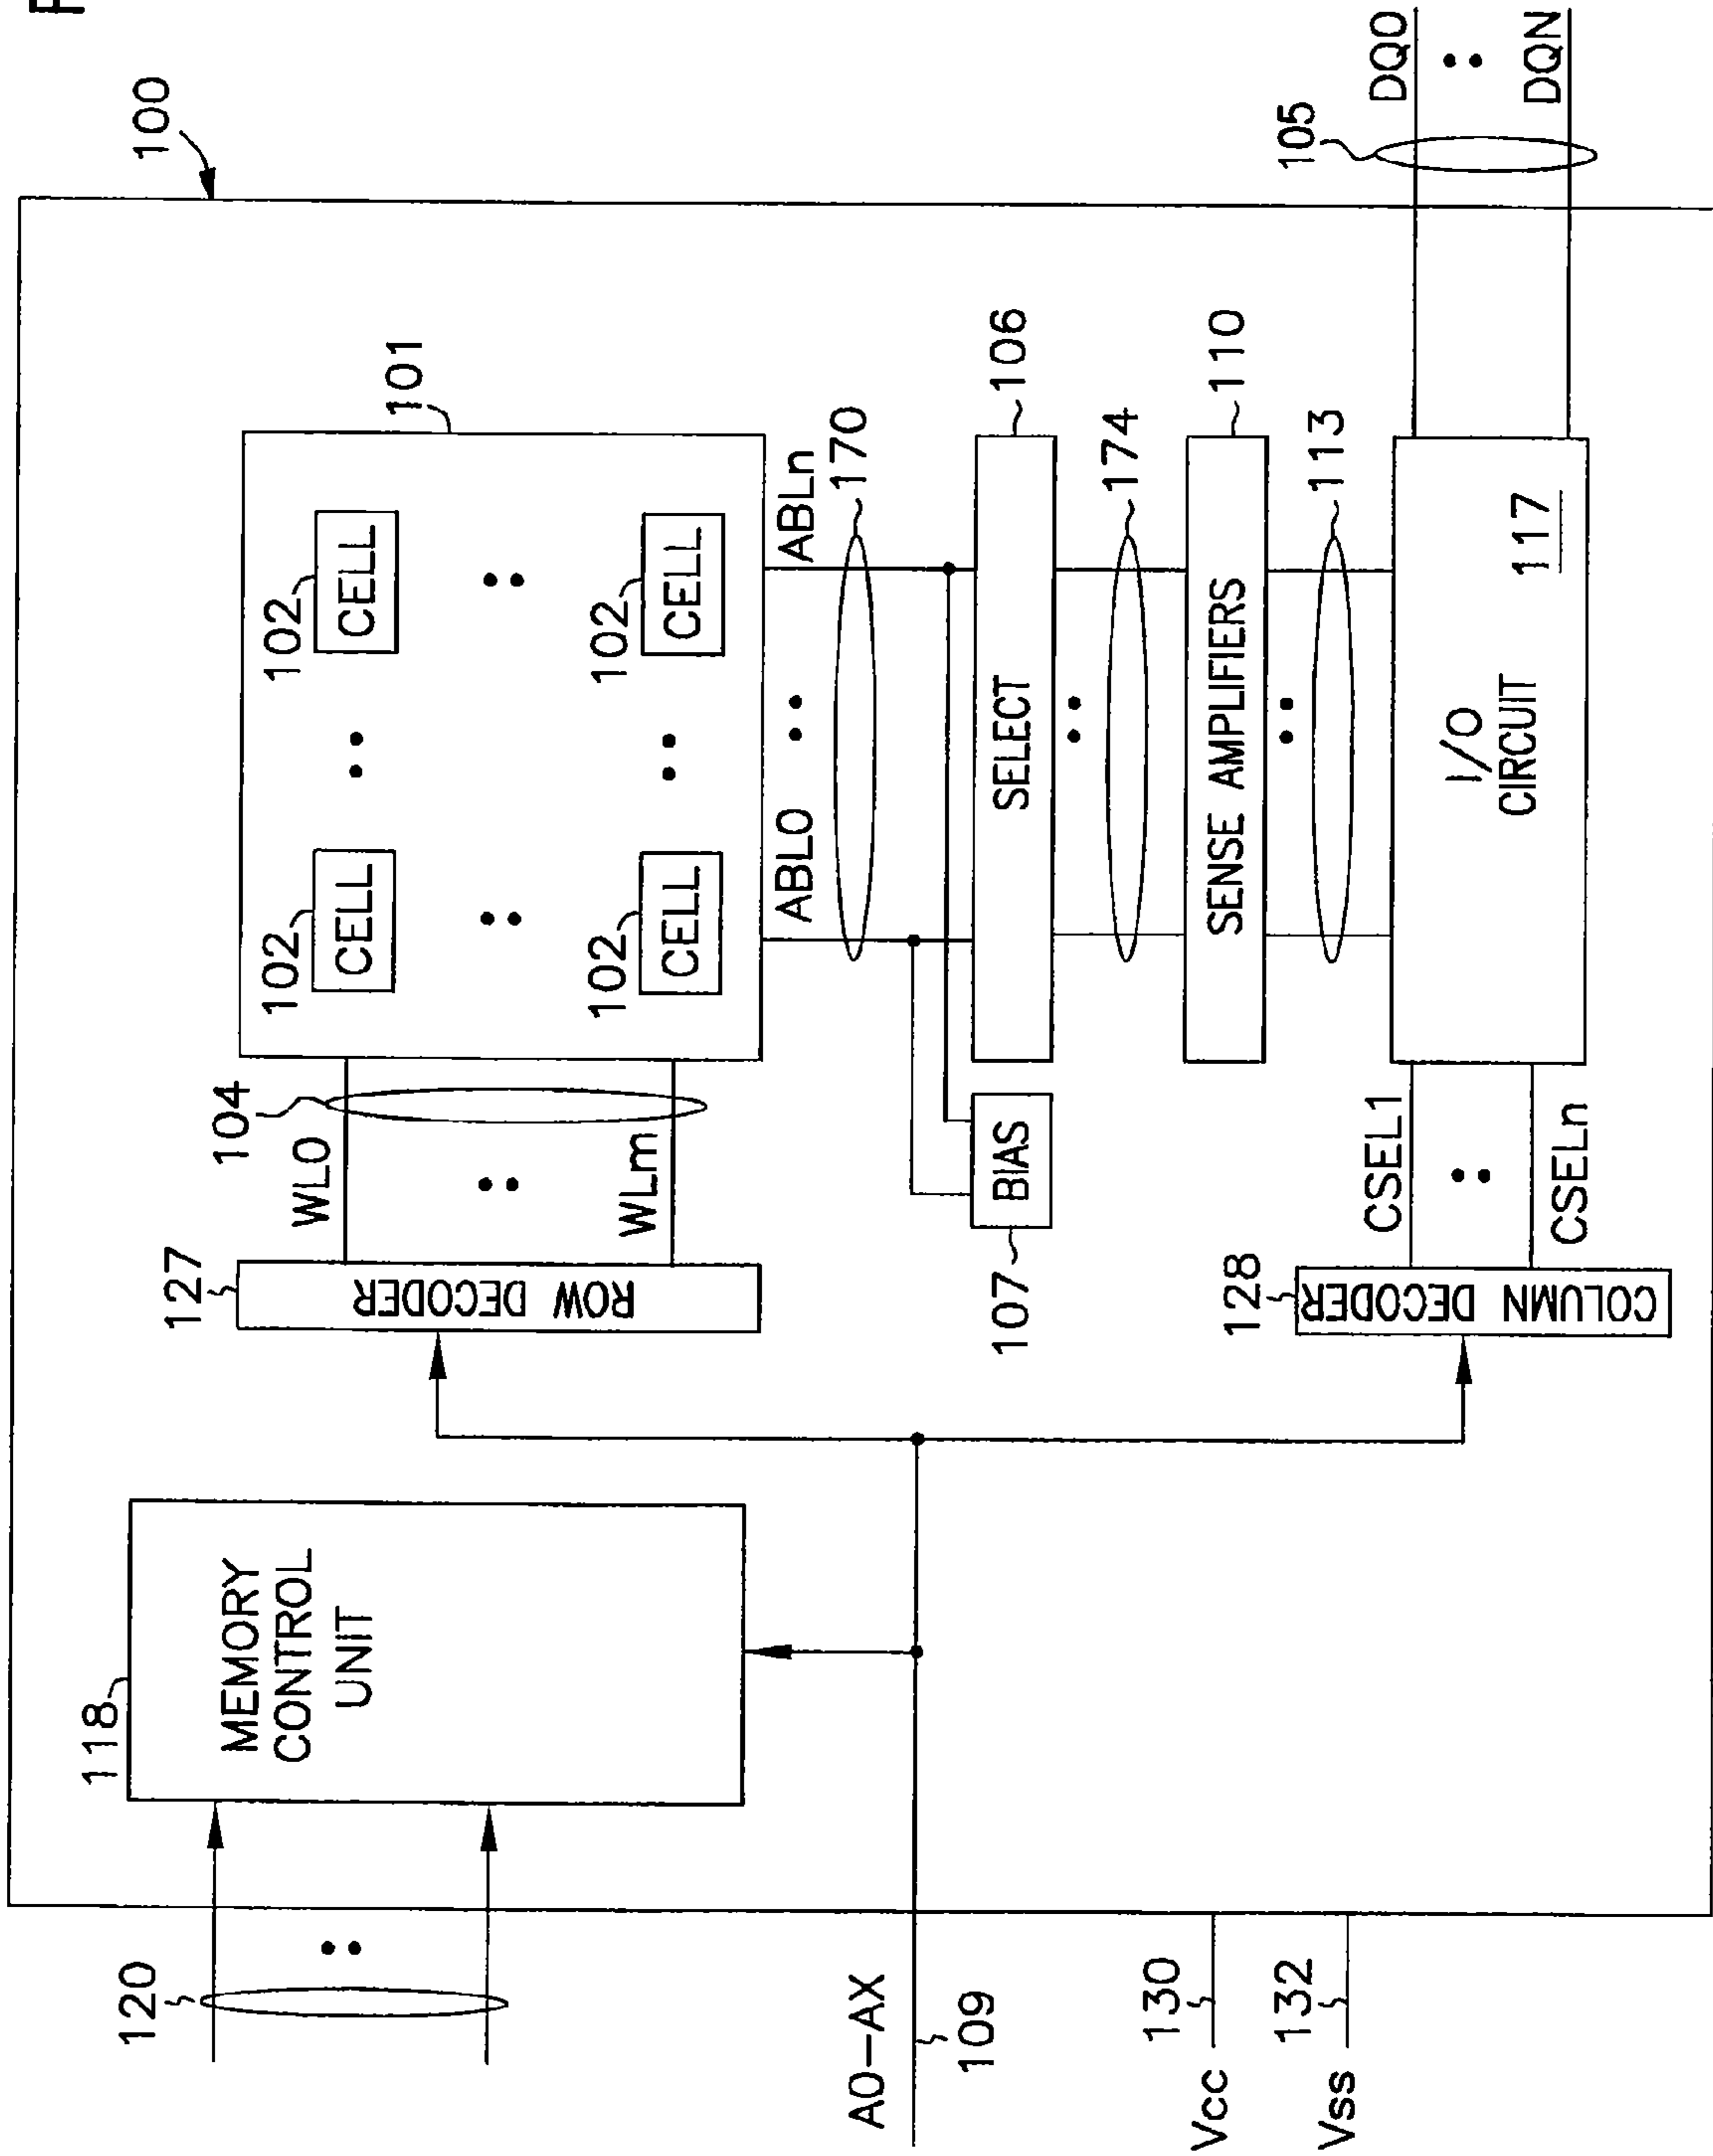 F
100
120
118
MEMORY
CONTROL
UNIT
127
ROW DECODER
WL0
104
WLm
101
102
CELL
102
CELL
102
CELL
102
CELL
ABL0
ABLn
170
107
BIAS
SELECT
106
174
SENSE AMPLIFIERS
110
113
A0-AX
109
130
Vcc
132
Vss
128
COLUMN DECODER
CSEL1
CSELn
I/O
CIRCUIT
117
105
DQ0
DQN